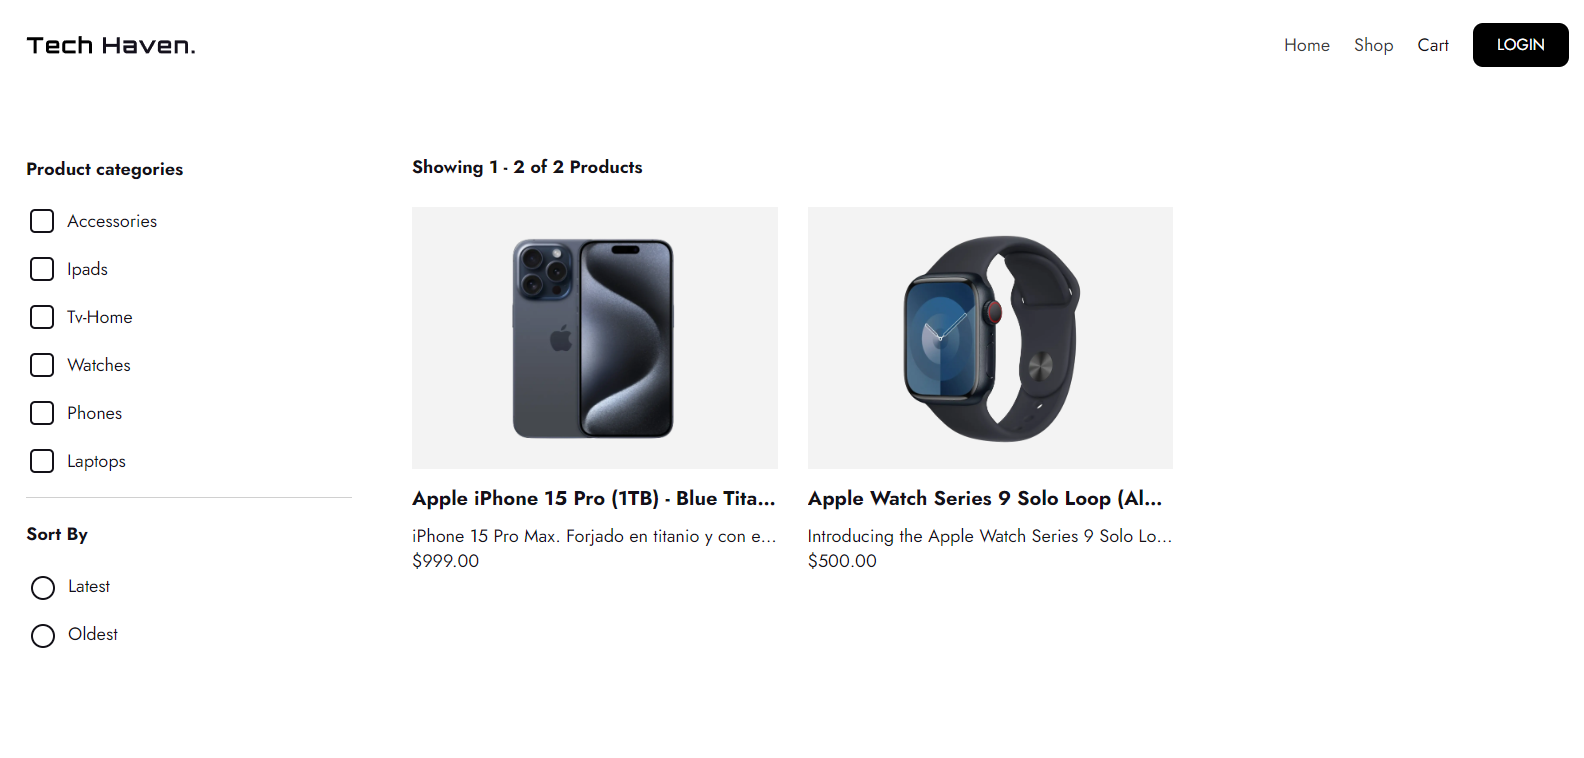 Tech Haven.
Home Shop Cart LOGIN
Product categories
Accessories
Ipads
Tv-Home
Watches
Phones
Laptops
Sort By
Latest
Oldest
Showing 1 - 2 of 2 Products
Apple iPhone 15 Pro (1TB) - Blue Tita...
iPhone 15 Pro Max. Forjado en titanio y con e...
$999.00
Apple Watch Series 9 Solo Loop (Al...
Introducing the Apple Watch Series 9 Solo Lo...
$500.00